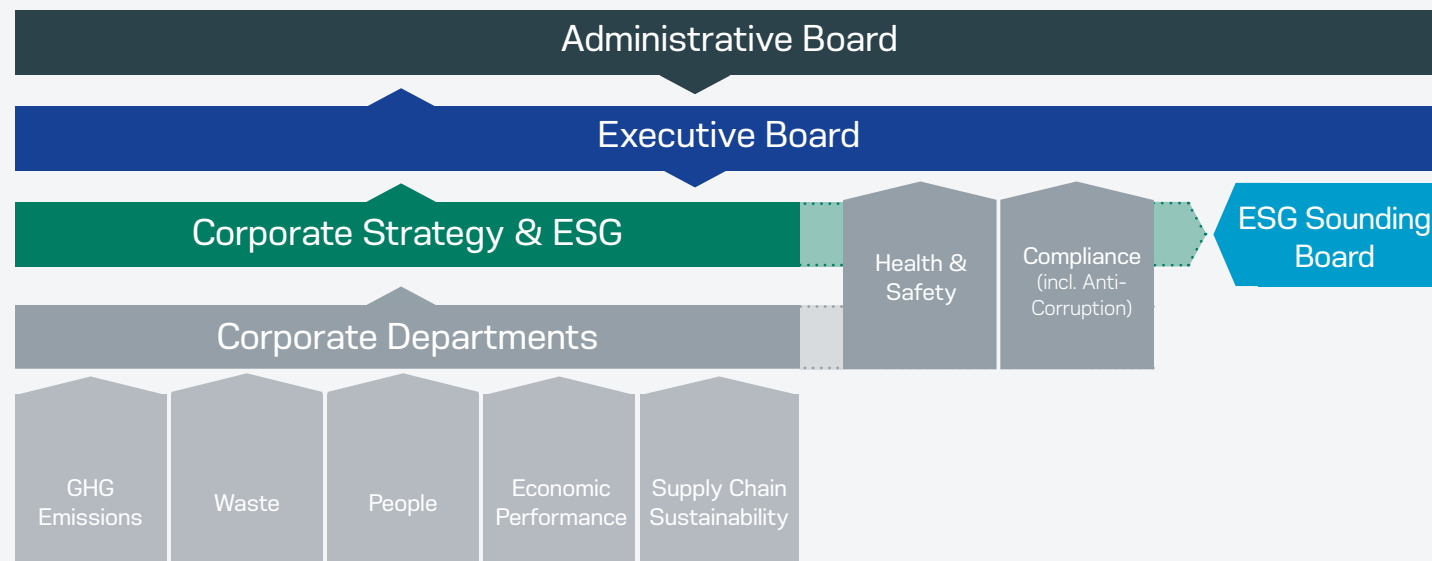 Administrative Board
Executive Board
Corporate Strategy & ESG
Health &
Safety
Compliance
(incl. Anti-
Corruption)
ESG Sounding
Board
Corporate Departments
GHG
Emissions
Waste
People
Economic
Performance
Supply Chain
Sustainability